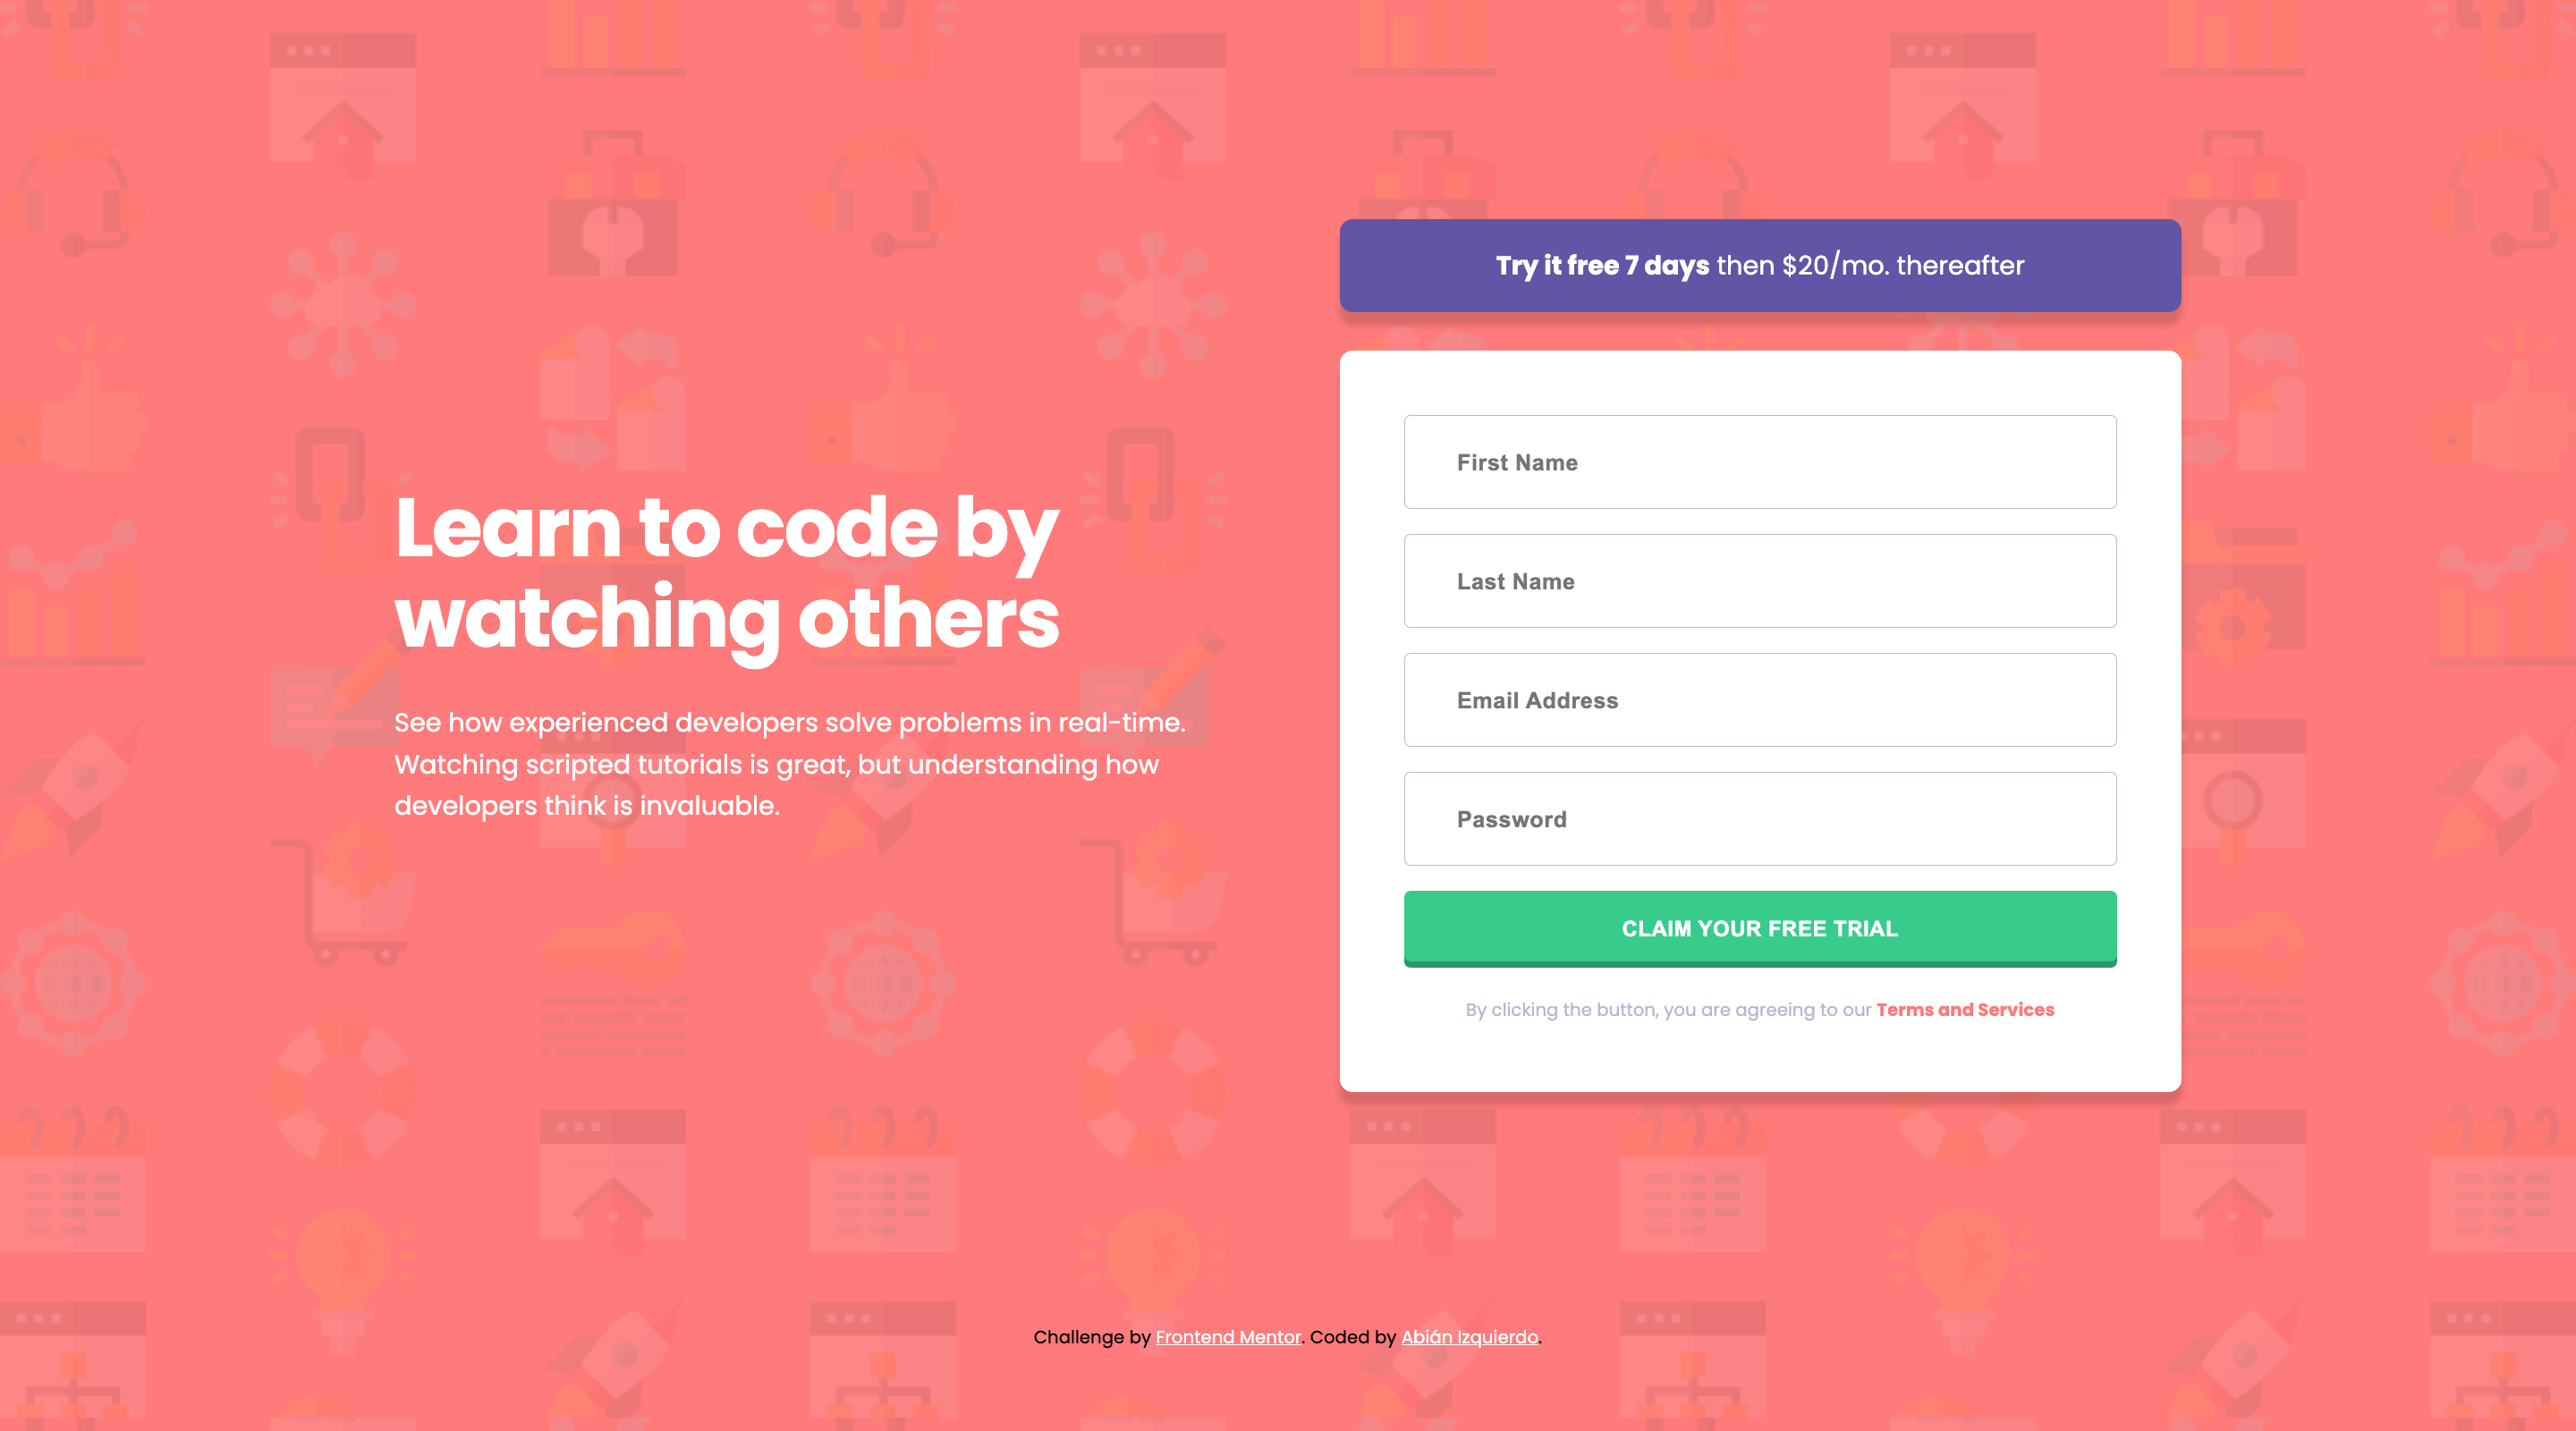 Learn to code by
watching others
See how experienced developers solve problems in real-time.
Watching scripted tutorials is great, but understanding how
developers think is invaluable.
Try it free 7 days then $20/mo. thereafter
First Name
Last Name
Email Address
Password
CLAIM YOUR FREE TRIAL
By clicking the button, you are agreeing to our Terms and Services
Challenge by Frontend Mentor. Coded by Abián Izquierdo.